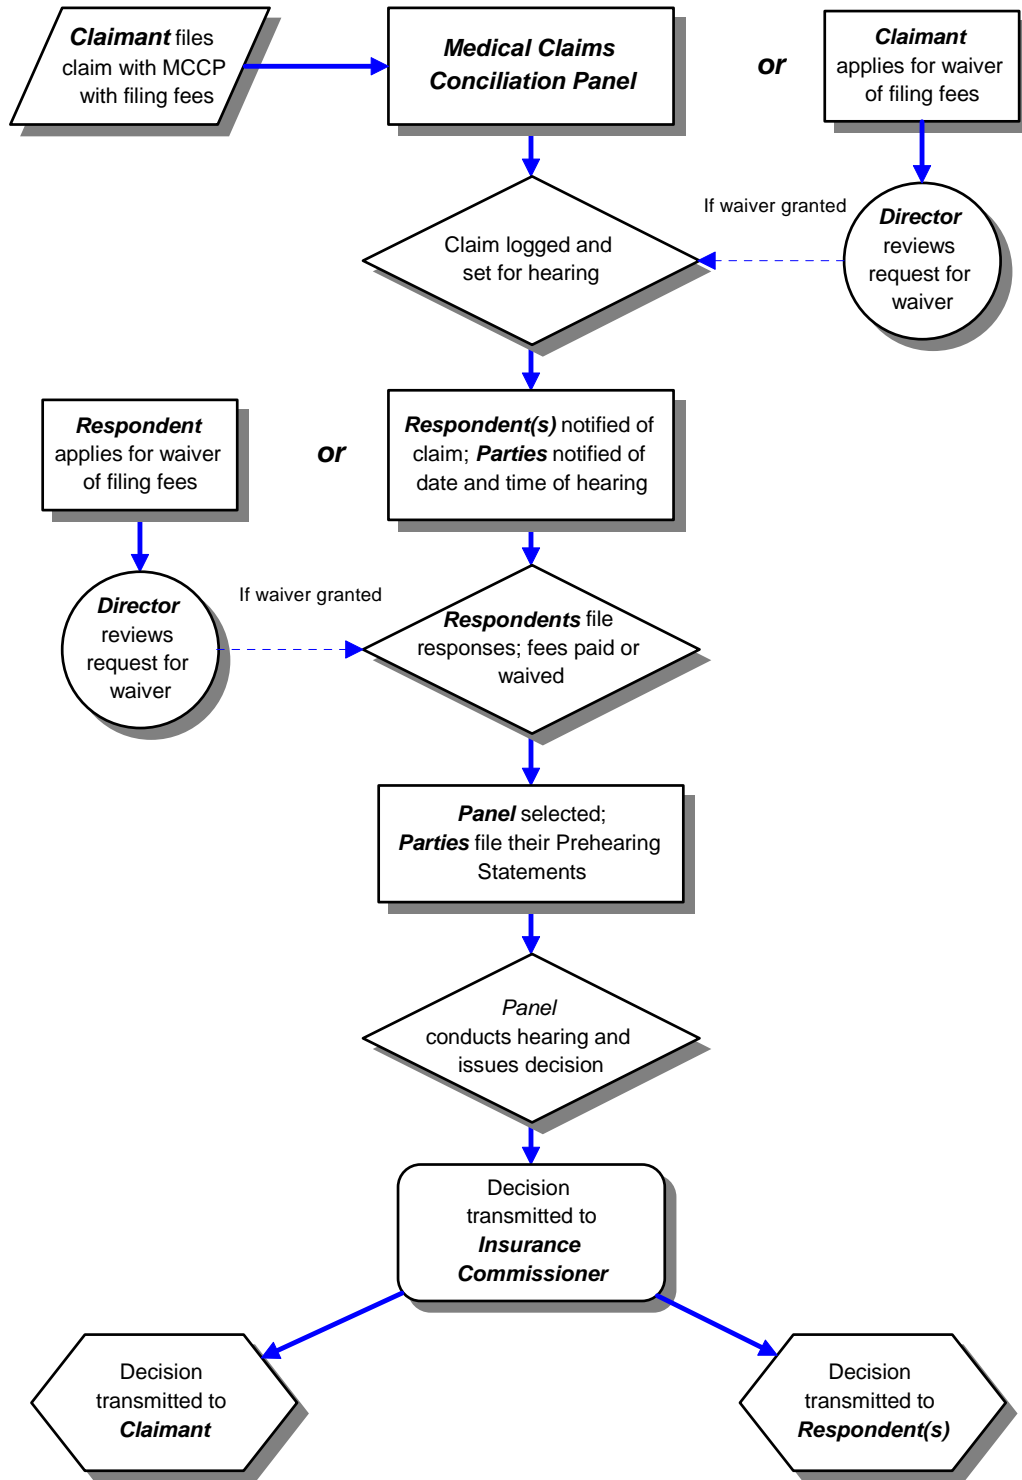 Claimant files
claim with MCCP
with filing fees
Medical Claims
Conciliation Panel
or
Claimant
applies for waiver
of filing fees
If waiver granted
Director
reviews
request for
waiver
Claim logged and
set for hearing
Respondent
applies for waiver
of filing fees
or
Respondent(s) notified of
claim; Parties notified of
date and time of hearing
Director
reviews
request for
waiver
If waiver granted
Respondents file
responses; fees paid or
waived
Panel selected;
Parties file their Prehearing
Statements
Panel
conducts hearing and
issues decision
Decision
transmitted to
Insurance
Commissioner
Decision
transmitted to
Claimant
Decision
transmitted to
Respondent(s)